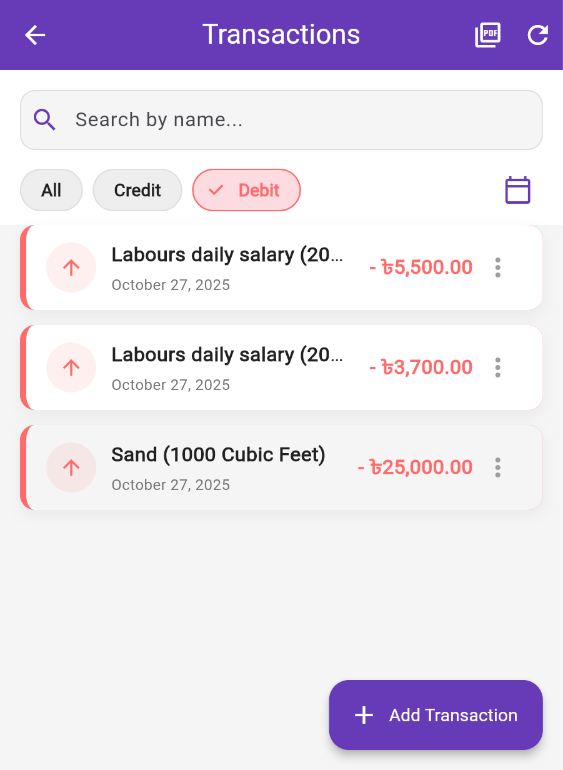 Transactions
PDF
Search by name...
All
Credit
Debit
Labours daily salary (20...
- ৳5,500.00
October 27, 2025
Labours daily salary (20...
- ৳3,700.00
October 27, 2025
Sand (1000 Cubic Feet)
- ৳25,000.00
October 27, 2025
Add Transaction